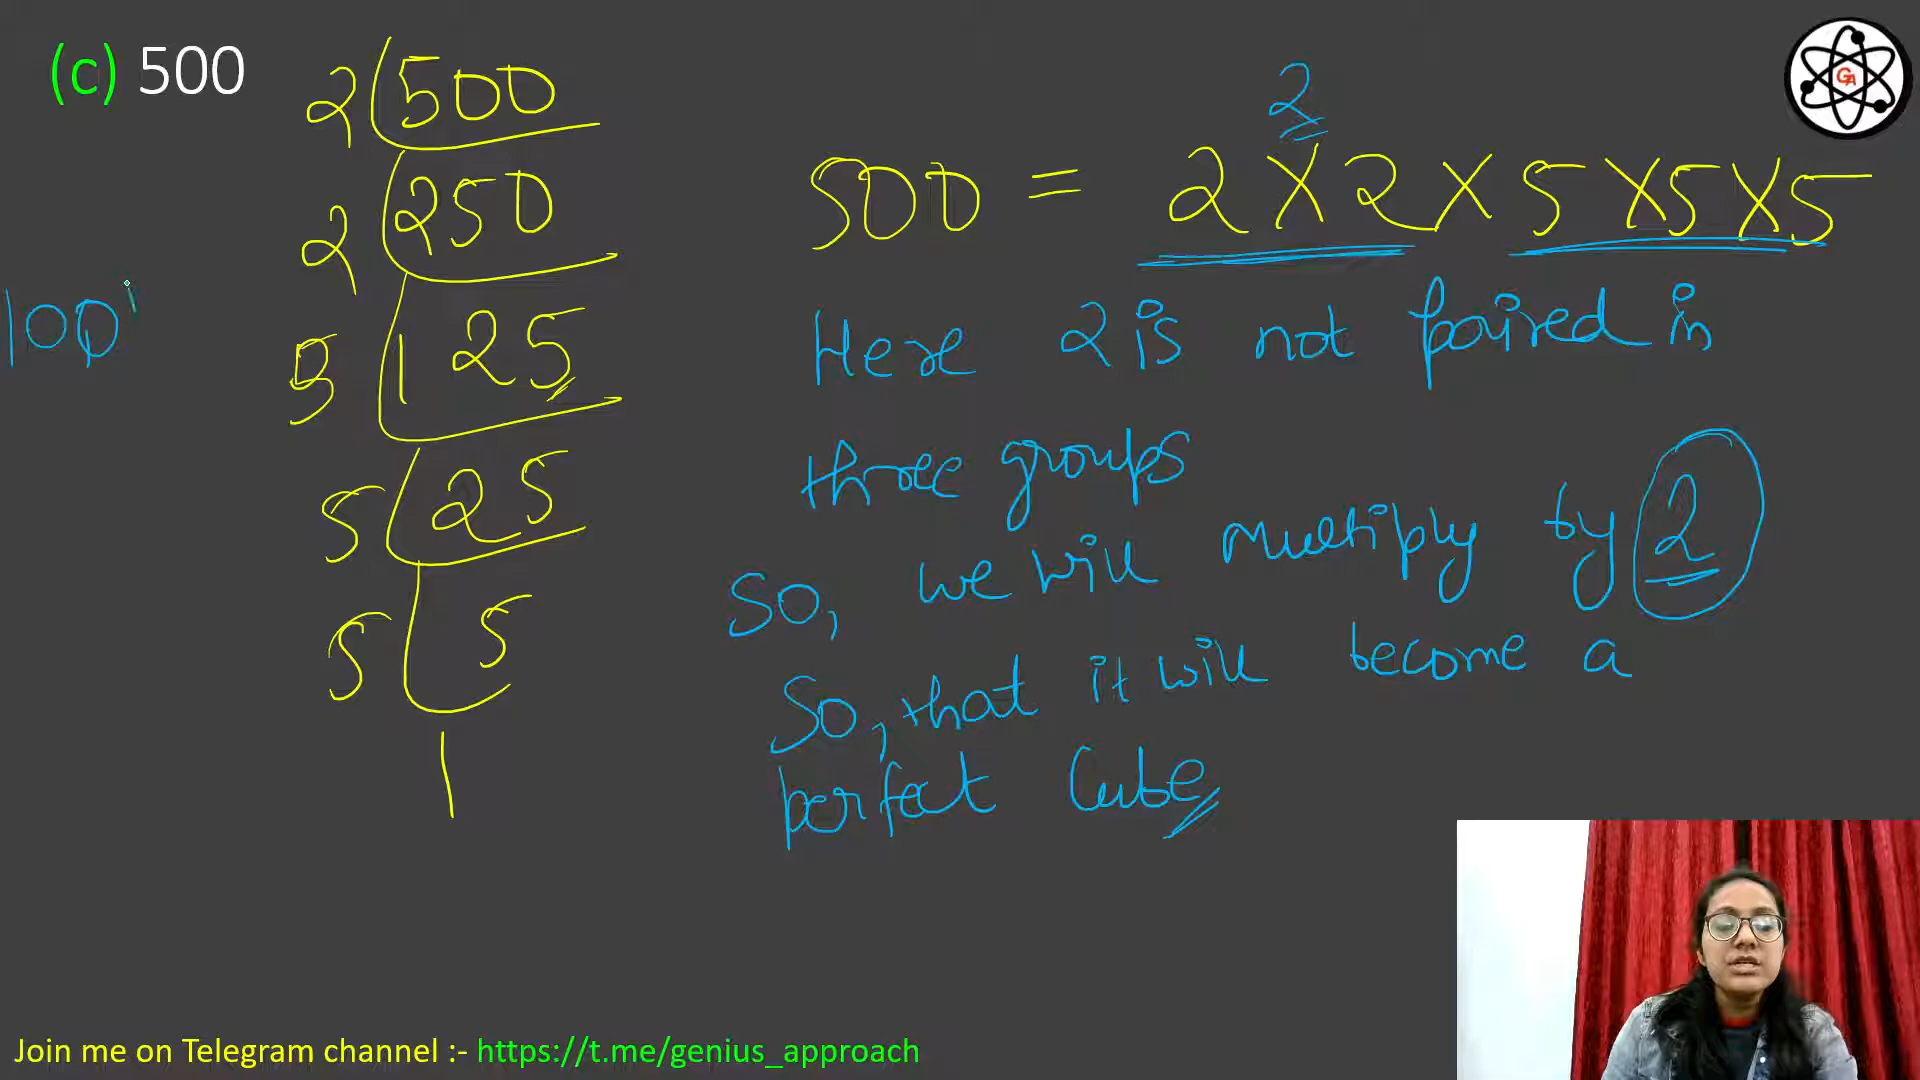 (c) 500
2 500
2 250
5 125
5 25
5 5
1
100
2
500 = 2 X 2 X 5 X 5 X 5
Here 2 is not paired in
three groups
So, we will multiply by 2
So, that it will become a
perfect Cube
GA
Join me on Telegram channel :- https://t.me/genius_approach